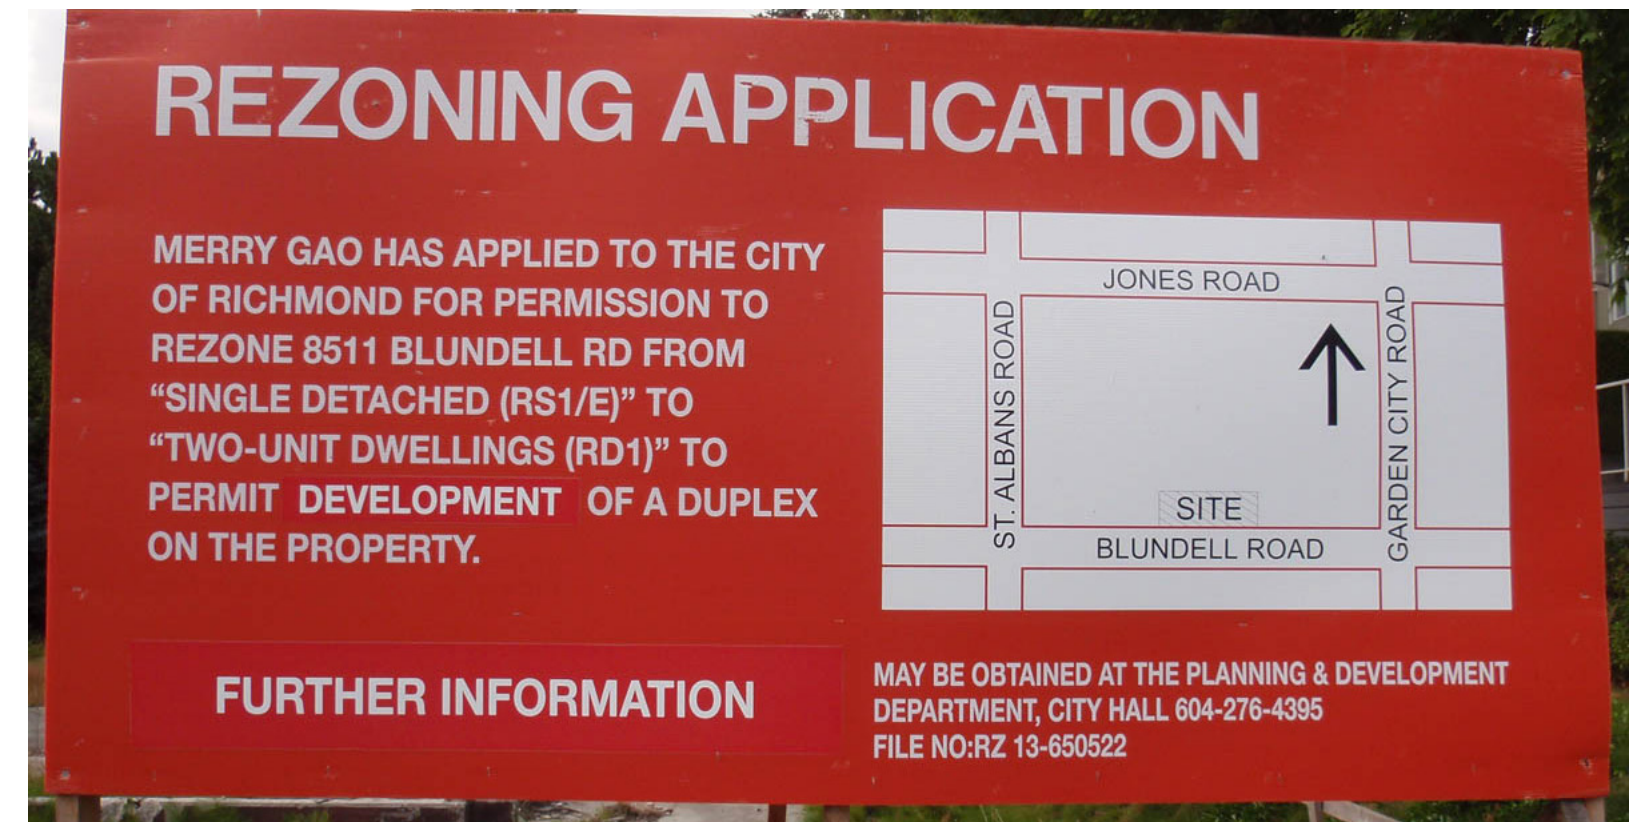 REZONING APPLICATION
MERRY GAO HAS APPLIED TO THE CITY
OF RICHMOND FOR PERMISSION TO
REZONE 8511 BLUNDELL RD FROM
“SINGLE DETACHED (RS1/E)” TO
“TWO-UNIT DWELLINGS (RD1)” TO
PERMIT DEVELOPMENT OF A DUPLEX
ON THE PROPERTY.
JONES ROAD
ST. ALBANS ROAD
GARDEN CITY ROAD
SITE
BLUNDELL ROAD
FURTHER INFORMATION
MAY BE OBTAINED AT THE PLANNING & DEVELOPMENT
DEPARTMENT, CITY HALL 604-276-4395
FILE NO:RZ 13-650522